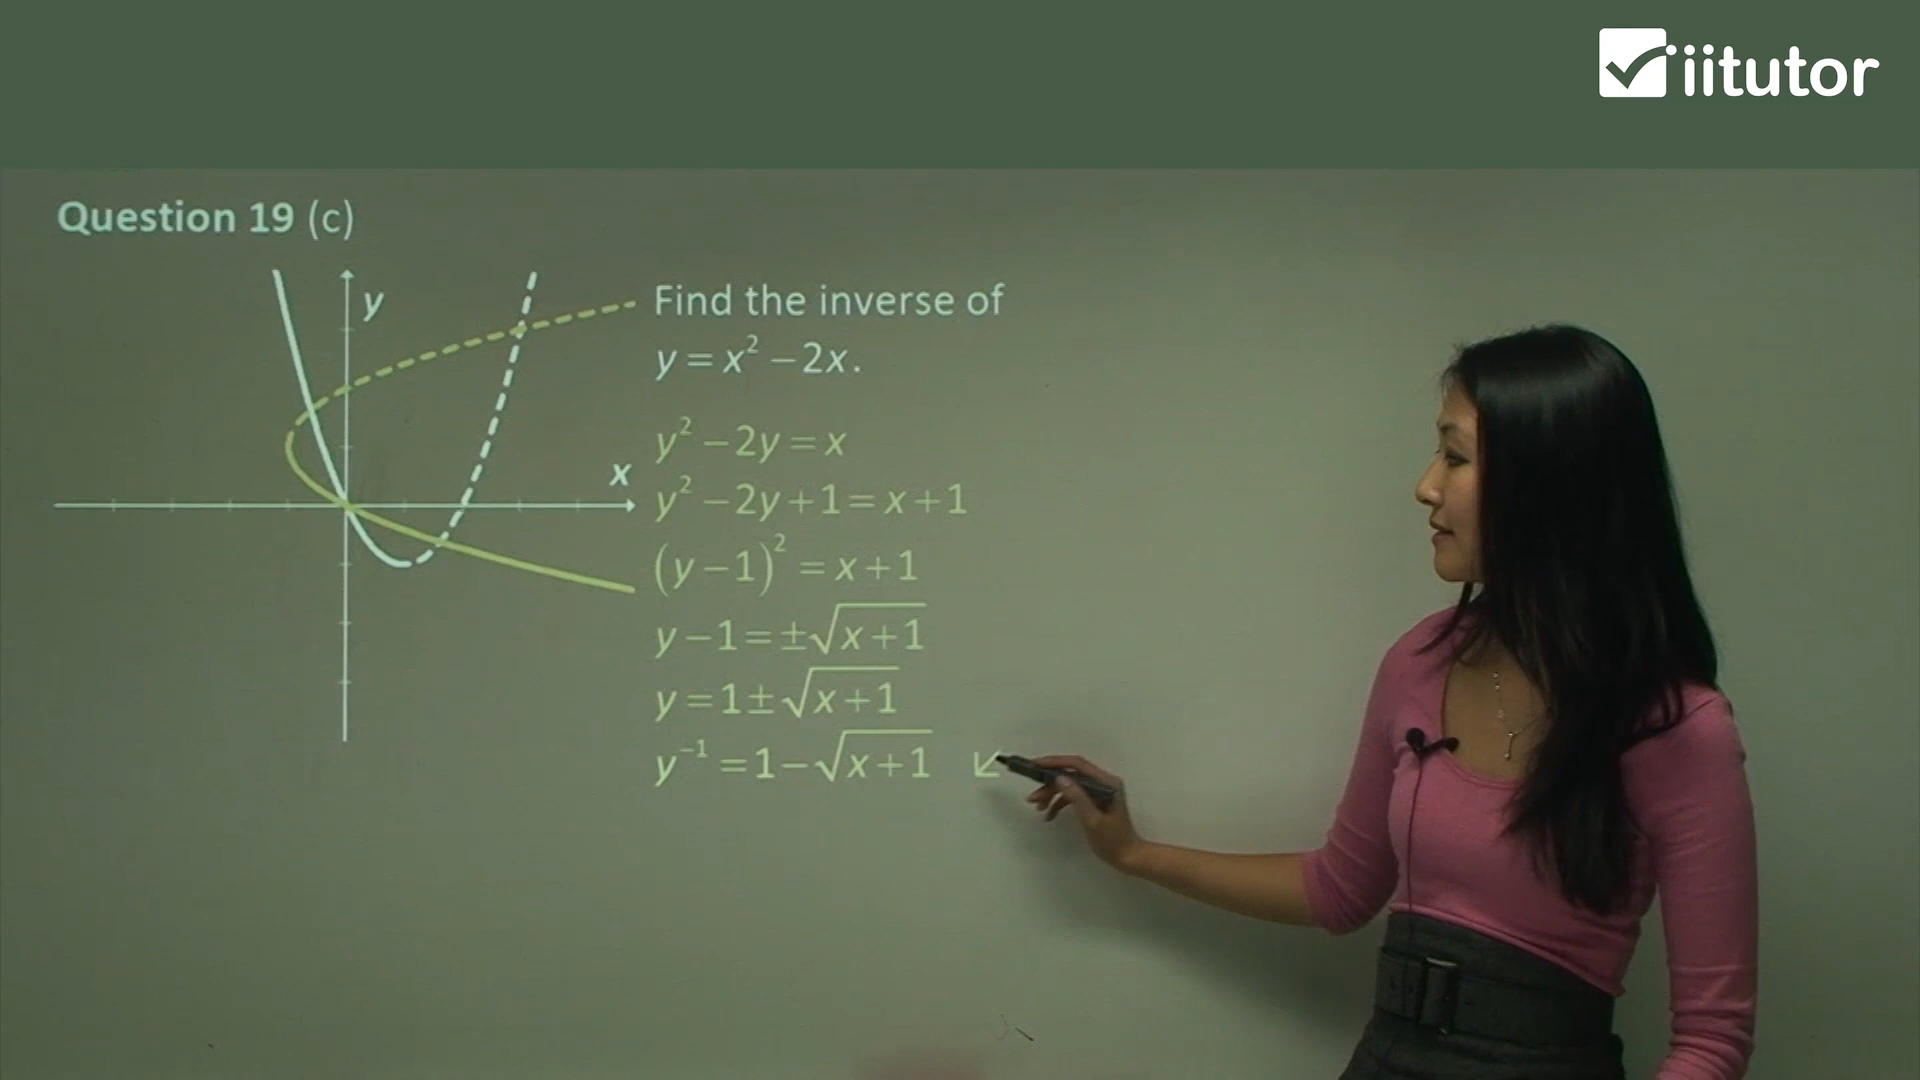 iitutor
Question 19 (c)
y
x
Find the inverse of
y = x² − 2x.
y² − 2y = x
y² − 2y + 1 = x + 1
(y − 1)² = x + 1
y − 1 = ±√(x + 1)
y = 1 ± √(x + 1)
y⁻¹ = 1 − √(x + 1)